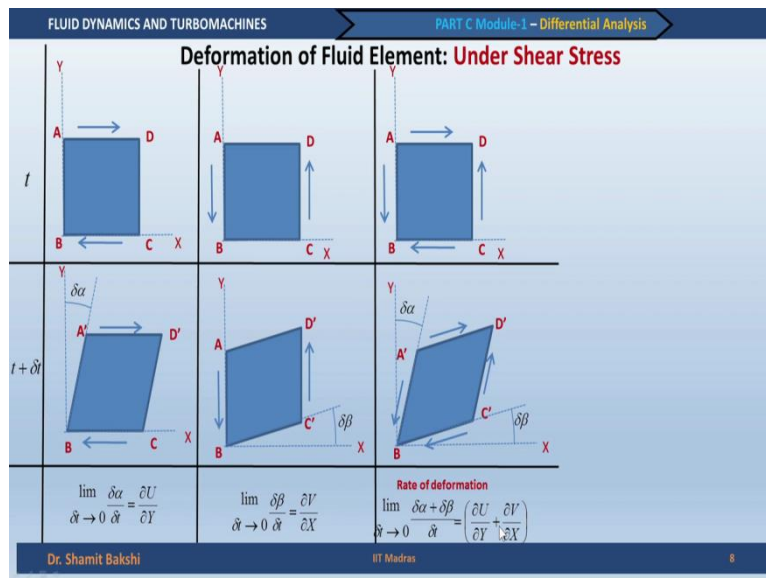 FLUID DYNAMICS AND TURBOMACHINES
PART C Module-1 – Differential Analysis
Deformation of Fluid Element: Under Shear Stress
t
Y
A D
B C X
Y
A D
B C X
Y
A D
B C X
t + δt
Y
δα
A' D'
B C X
Y
A D'
C' δβ
B X
Y
δα
A' D'
C' δβ
B X
lim δt → 0 δα/δt = ∂U/∂Y
lim δt → 0 δβ/δt = ∂V/∂X
Rate of deformation
lim δt → 0 (δα + δβ)/δt = (∂U/∂Y + ∂V/∂X)
Dr. Shamit Bakshi
IIT Madras
8